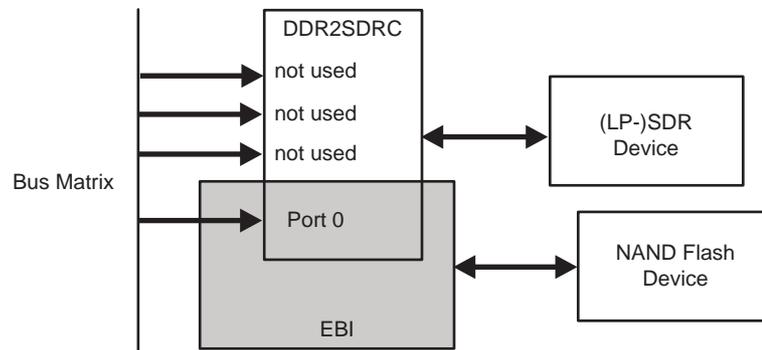 DDR2SDRC
not used
not used
not used
(LP-)SDR
Device
Bus Matrix
Port 0
NAND Flash
Device
EBI